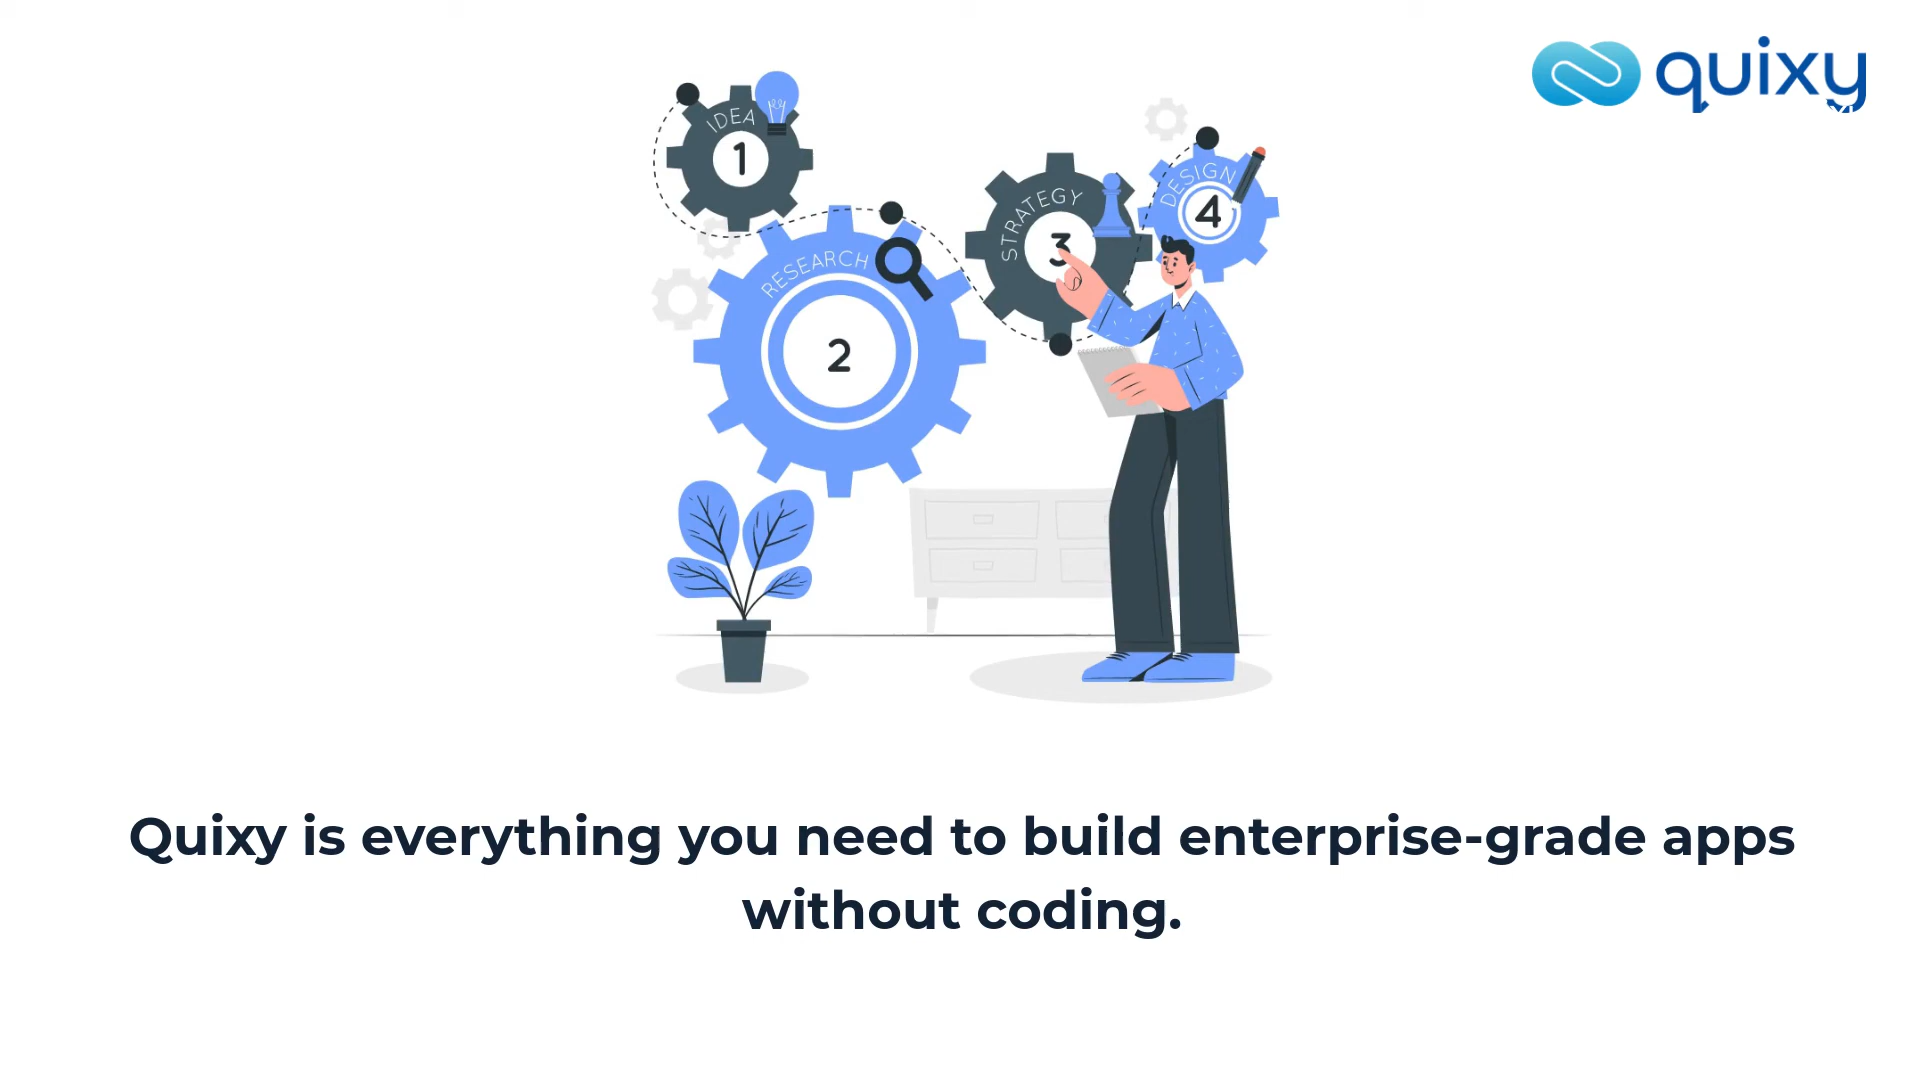 quixy
IDEA
1
RESEARCH
2
STRATEGY
3
DESIGN
4
Quixy is everything you need to build enterprise-grade apps
without coding.